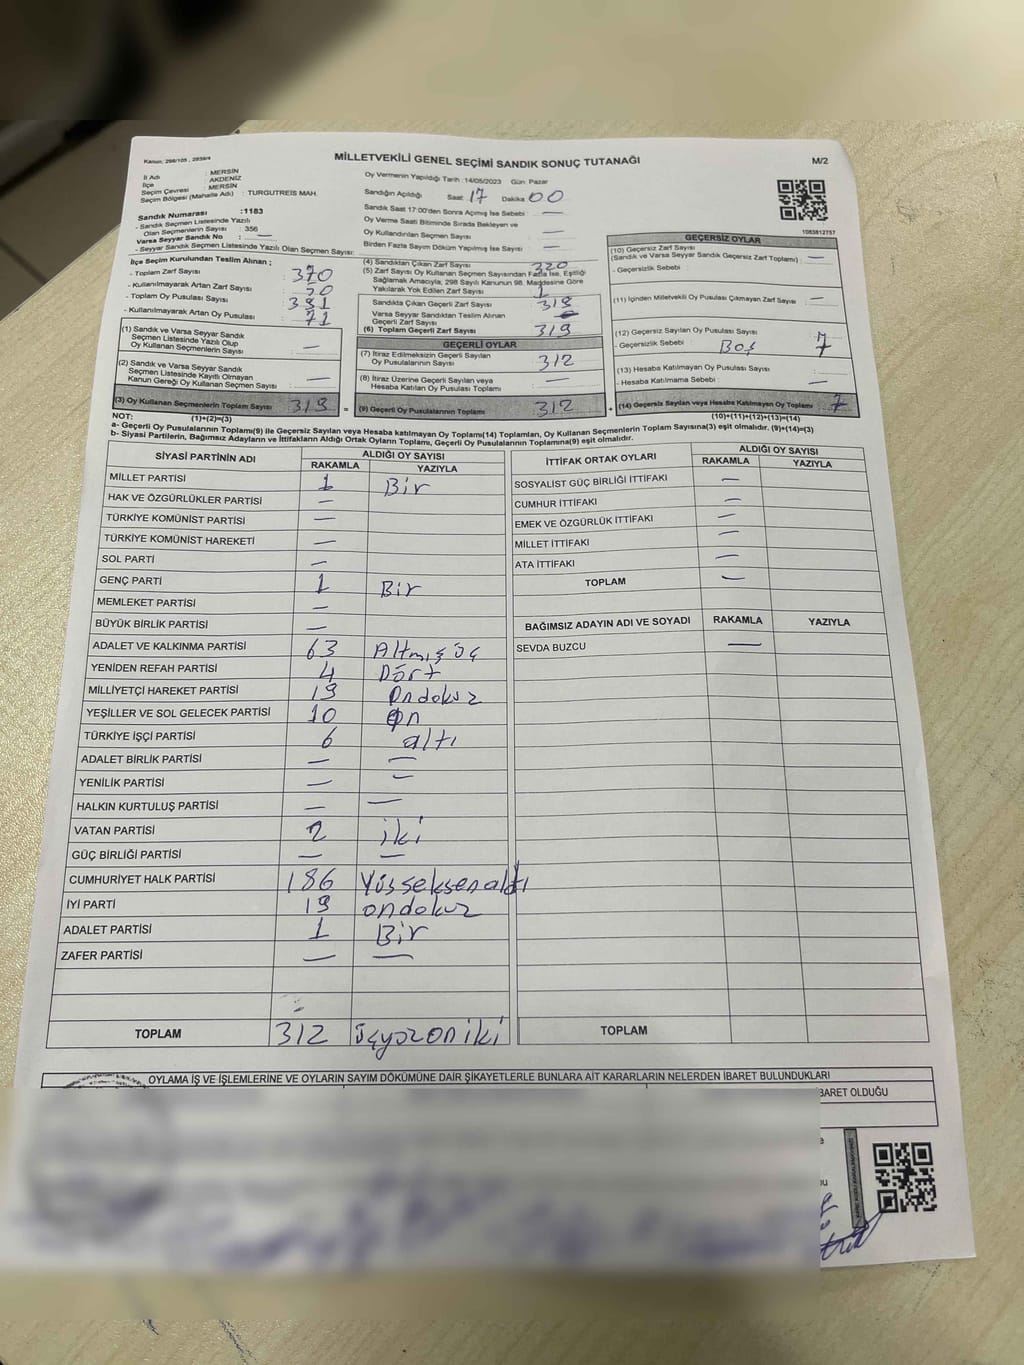 Kanun: 298/105 , 2839/4
MİLLETVEKİLİ GENEL SEÇİMİ SANDIK SONUÇ TUTANAĞI
M/2
İl Adı : MERSİN
İlçe : AKDENİZ
Seçim Çevresi : MERSİN
Seçim Bölgesi (Mahalle Adı) : TURGUTREİS MAH.
Sandık Numarası :1183
- Sandık Seçmen Listesinde Yazılı
Olan Seçmenlerin Sayısı : 356
Varsa Seyyar Sandık No : —
- Seyyar Sandık Seçmen Listesinde Yazılı Olan Seçmen Sayısı:
Oy Vermenin Yapıldığı Tarih :14/05/2023 Gün: Pazar
Sandığın Açıldığı Saat: 17 Dakika: 00
Sandık Saat 17:00'den Sonra Açımış İse Sebebi : —
Oy Verme Saati Bitiminde Sırada Bekleyen ve
Oy Kullandırılan Seçmen Sayısı : —
Birden Fazla Sayım Döküm Yapılmış İse Sayısı : —
1083812757
İlçe Seçim Kurulundan Teslim Alınan ;
- Toplam Zarf Sayısı : 370
- Kullanılmayarak Artan Zarf Sayısı : 50
- Toplam Oy Pusulası Sayısı : 391
- Kullanılmayarak Artan Oy Pusulası : 71
(1) Sandık ve Varsa Seyyar Sandık
Seçmen Listesinde Yazılı Olup
Oy Kullanan Seçmenlerin Sayısı : —
(2) Sandık ve Varsa Seyyar Sandık
Seçmen Listesinde Kayıtlı Olmayan
Kanun Gereği Oy Kullanan Seçmen Sayısı : —
(3) Oy Kullanan Seçmenlerin Toplam Sayısı : 319
(4) Sandıktan Çıkan Zarf Sayısı : 320
(5) Zarf Sayısı Oy Kullanan Seçmen Sayısından Fazla İse, Eşitliği
Sağlamak Amacıyla, 298 Sayılı Kanunun 98. Maddesine Göre
Yakılarak Yok Edilen Zarf Sayısı : 1
Sandıkta Çıkan Geçerli Zarf Sayısı : 319
Varsa Seyyar Sandıktan Teslim Alınan
Geçerli Zarf Sayısı : —
(6) Toplam Geçerli Zarf Sayısı : 319
GEÇERLİ OYLAR
(7) İtiraz Edilmeksizin Geçerli Sayılan
Oy Pusulasının Sayısı : 312
(8) İtiraz Üzerine Geçerli Sayılan veya
Hesaba Katılan Oy Pusulası Toplamı : —
= (9) Geçerli Oy Pusulalarının Toplamı : 312
GEÇERSİZ OYLAR
(10) Geçersiz Zarf Sayısı
(Sandık ve Varsa Seyyar Sandık Geçersiz Zarf Toplamı) : —
- Geçersizlik Sebebi :
(11) İçinden Milletvekili Oy Pusulası Çıkmayan Zarf Sayısı : —
(12) Geçersiz Sayılan Oy Pusulası Sayısı : 7
- Geçersizlik Sebebi : Boş 7
(13) Hesaba Katılmayan Oy Pusulası Sayısı :
- Hesaba Katılmama Sebebi : —
+ (14) Geçersiz Sayılan veya Hesaba Katılmayan Oy Toplamı : 7
NOT: (1)+(2)=(3)
(10)+(11)+(12)+(13)=(14)
a- Geçerli Oy Pusulalarının Toplamı(9) ile Geçersiz Sayılan veya Hesaba katılmayan Oy Toplamı(14) Toplamları, Oy Kullanan Seçmenlerin Toplam Sayısına(3) eşit olmalıdır. (9)+(14)=(3)
b- Siyasi Partilerin, Bağımsız Adayların ve İttifakların Aldığı Ortak Oyların Toplamı, Geçerli Oy Pusulalarının Toplamına(9) eşit olmalıdır.
SİYASİ PARTİNİN ADI
ALDIĞI OY SAYISI
RAKAMLA YAZIYLA
MİLLET PARTİSİ 1 Bir
HAK VE ÖZGÜRLÜKLER PARTİSİ —
TÜRKİYE KOMÜNİST PARTİSİ —
TÜRKİYE KOMÜNİST HAREKETİ —
SOL PARTİ —
GENÇ PARTİ 1 Bir
MEMLEKET PARTİSİ —
BÜYÜK BİRLİK PARTİSİ —
ADALET VE KALKINMA PARTİSİ 63 Altmış üç
YENİDEN REFAH PARTİSİ 4 Dört
MİLLİYETÇİ HAREKET PARTİSİ 19 Ondokuz
YEŞİLLER VE SOL GELECEK PARTİSİ 10 On
TÜRKİYE İŞÇİ PARTİSİ 6 altı
ADALET BİRLİK PARTİSİ — —
YENİLİK PARTİSİ — —
HALKIN KURTULUŞ PARTİSİ — —
VATAN PARTİSİ 2 iki
GÜÇ BİRLİĞİ PARTİSİ — —
CUMHURİYET HALK PARTİSİ 186 Yüsseksenaltı
İYİ PARTİ 19 ondokuz
ADALET PARTİSİ 1 Bir
ZAFER PARTİSİ — —
TOPLAM 312 üçyüzoniki
İTTİFAK ORTAK OYLARI
ALDIĞI OY SAYISI
RAKAMLA YAZIYLA
SOSYALİST GÜÇ BİRLİĞİ İTTİFAKI —
CUMHUR İTTİFAKI —
EMEK VE ÖZGÜRLÜK İTTİFAKI —
MİLLET İTTİFAKI —
ATA İTTİFAKI —
TOPLAM —
BAĞIMSIZ ADAYIN ADI VE SOYADI RAKAMLA YAZIYLA
SEVDA BUZCU —
TOPLAM
OYLAMA İŞ VE İŞLEMLERİNE VE OYLARIN SAYIM DÖKÜMÜNE DAİR ŞİKAYETLERLE BUNLARA AİT KARARLARIN NELERDEN İBARET BULUNDUKLARI
BARET OLDUĞU